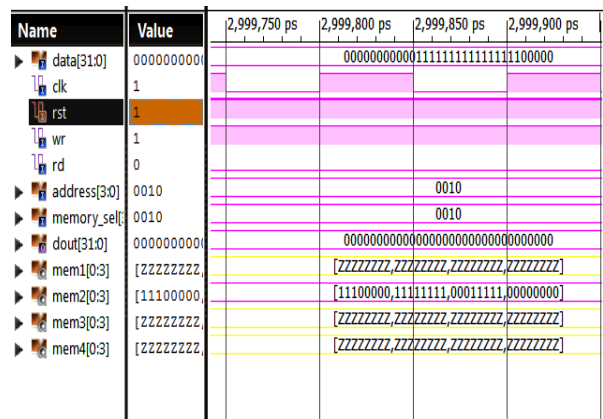 Name Value 2,999,750 ps 2,999,800 ps 2,999,850 ps 2,999,900 ps
data[31:0] 0000000000 00000000000111111111111111100000
clk 1
rst 1
wr 1
rd 0
address[3:0] 0010 0010
memory_sel[ 0010 0010
dout[31:0] 0000000000 00000000000000000000000000000000
mem1[0:3] [ZZZZZZZZ, [ZZZZZZZZ,ZZZZZZZZ,ZZZZZZZZ,ZZZZZZZZ]
mem2[0:3] [11100000, [11100000,11111111,00011111,00000000]
mem3[0:3] [ZZZZZZZZ, [ZZZZZZZZ,ZZZZZZZZ,ZZZZZZZZ,ZZZZZZZZ]
mem4[0:3] [ZZZZZZZZ, [ZZZZZZZZ,ZZZZZZZZ,ZZZZZZZZ,ZZZZZZZZ]